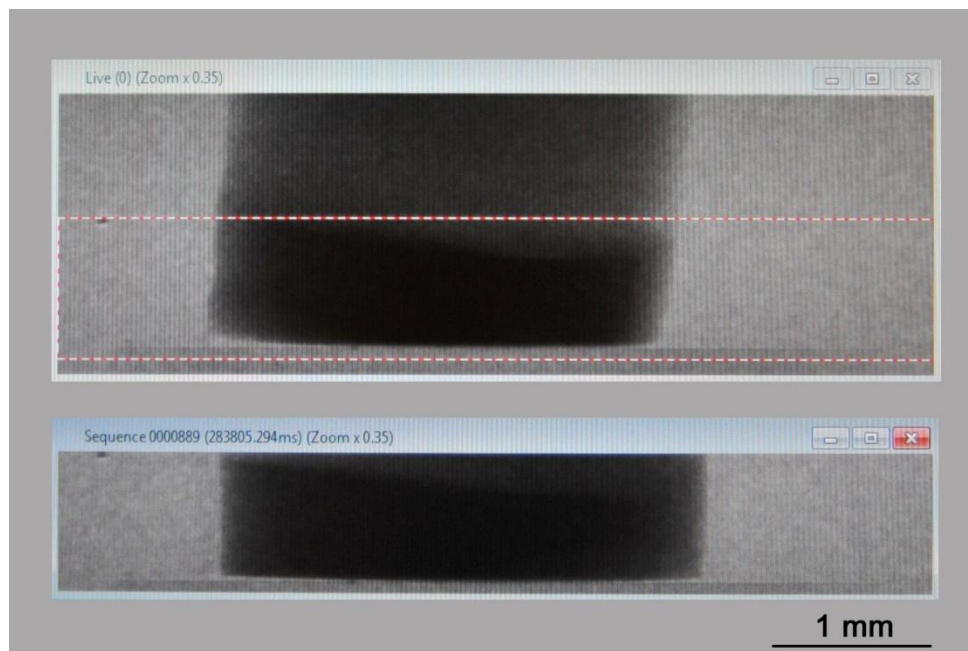 Live (0) (Zoom x 0.35)
Sequence 0000889 (283805.294ms) (Zoom x 0.35)
1 mm